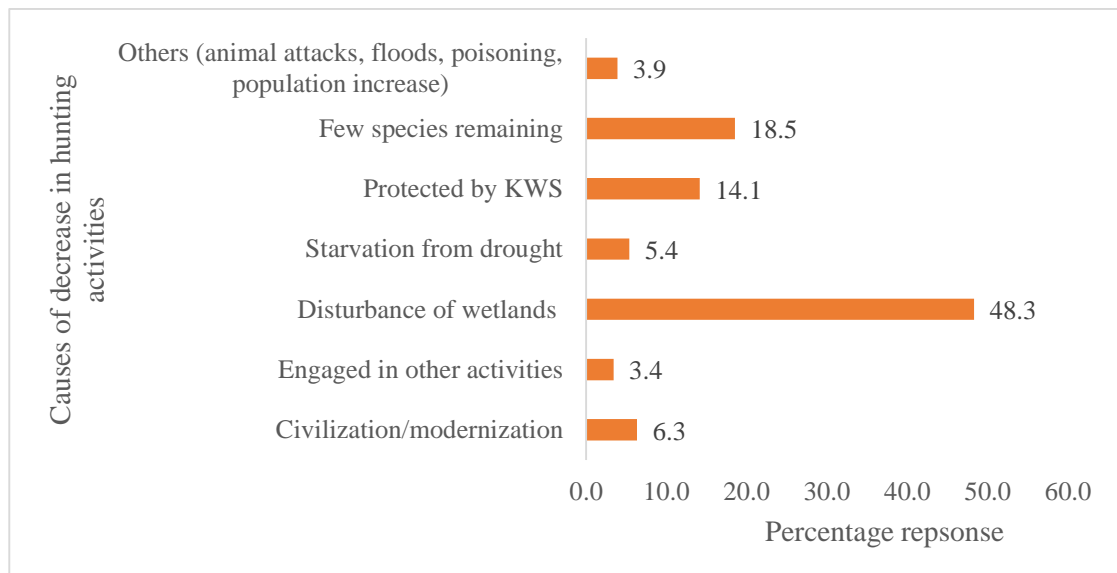 Causes of decrease in hunting
activities
Others (animal attacks, floods, poisoning,
population increase)
3.9
Few species remaining
18.5
Protected by KWS
14.1
Starvation from drought
5.4
Disturbance of wetlands
48.3
Engaged in other activities
3.4
Civilization/modernization
6.3
0.0 10.0 20.0 30.0 40.0 50.0 60.0
Percentage repsonse